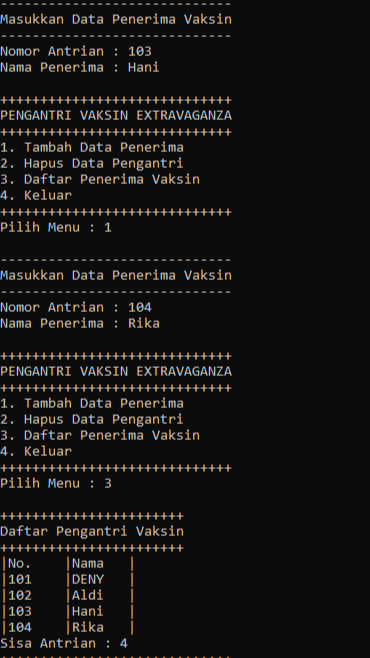 -----------------------------
Masukkan Data Penerima Vaksin
-----------------------------
Nomor Antrian : 103
Nama Penerima : Hani

+++++++++++++++++++++++++++++
PENGANTRI VAKSIN EXTRAVAGANZA
+++++++++++++++++++++++++++++
1. Tambah Data Penerima
2. Hapus Data Pengantri
3. Daftar Penerima Vaksin
4. Keluar
+++++++++++++++++++++++++++++
Pilih Menu : 1

-----------------------------
Masukkan Data Penerima Vaksin
-----------------------------
Nomor Antrian : 104
Nama Penerima : Rika

+++++++++++++++++++++++++++++
PENGANTRI VAKSIN EXTRAVAGANZA
+++++++++++++++++++++++++++++
1. Tambah Data Penerima
2. Hapus Data Pengantri
3. Daftar Penerima Vaksin
4. Keluar
+++++++++++++++++++++++++++++
Pilih Menu : 3

+++++++++++++++++++++++
Daftar Pengantri Vaksin
+++++++++++++++++++++++
|No.    |Nama   |
|101    |DENY   |
|102    |Aldi   |
|103    |Hani   |
|104    |Rika   |
Sisa Antrian : 4
+++++++++++++++++++++++++++++